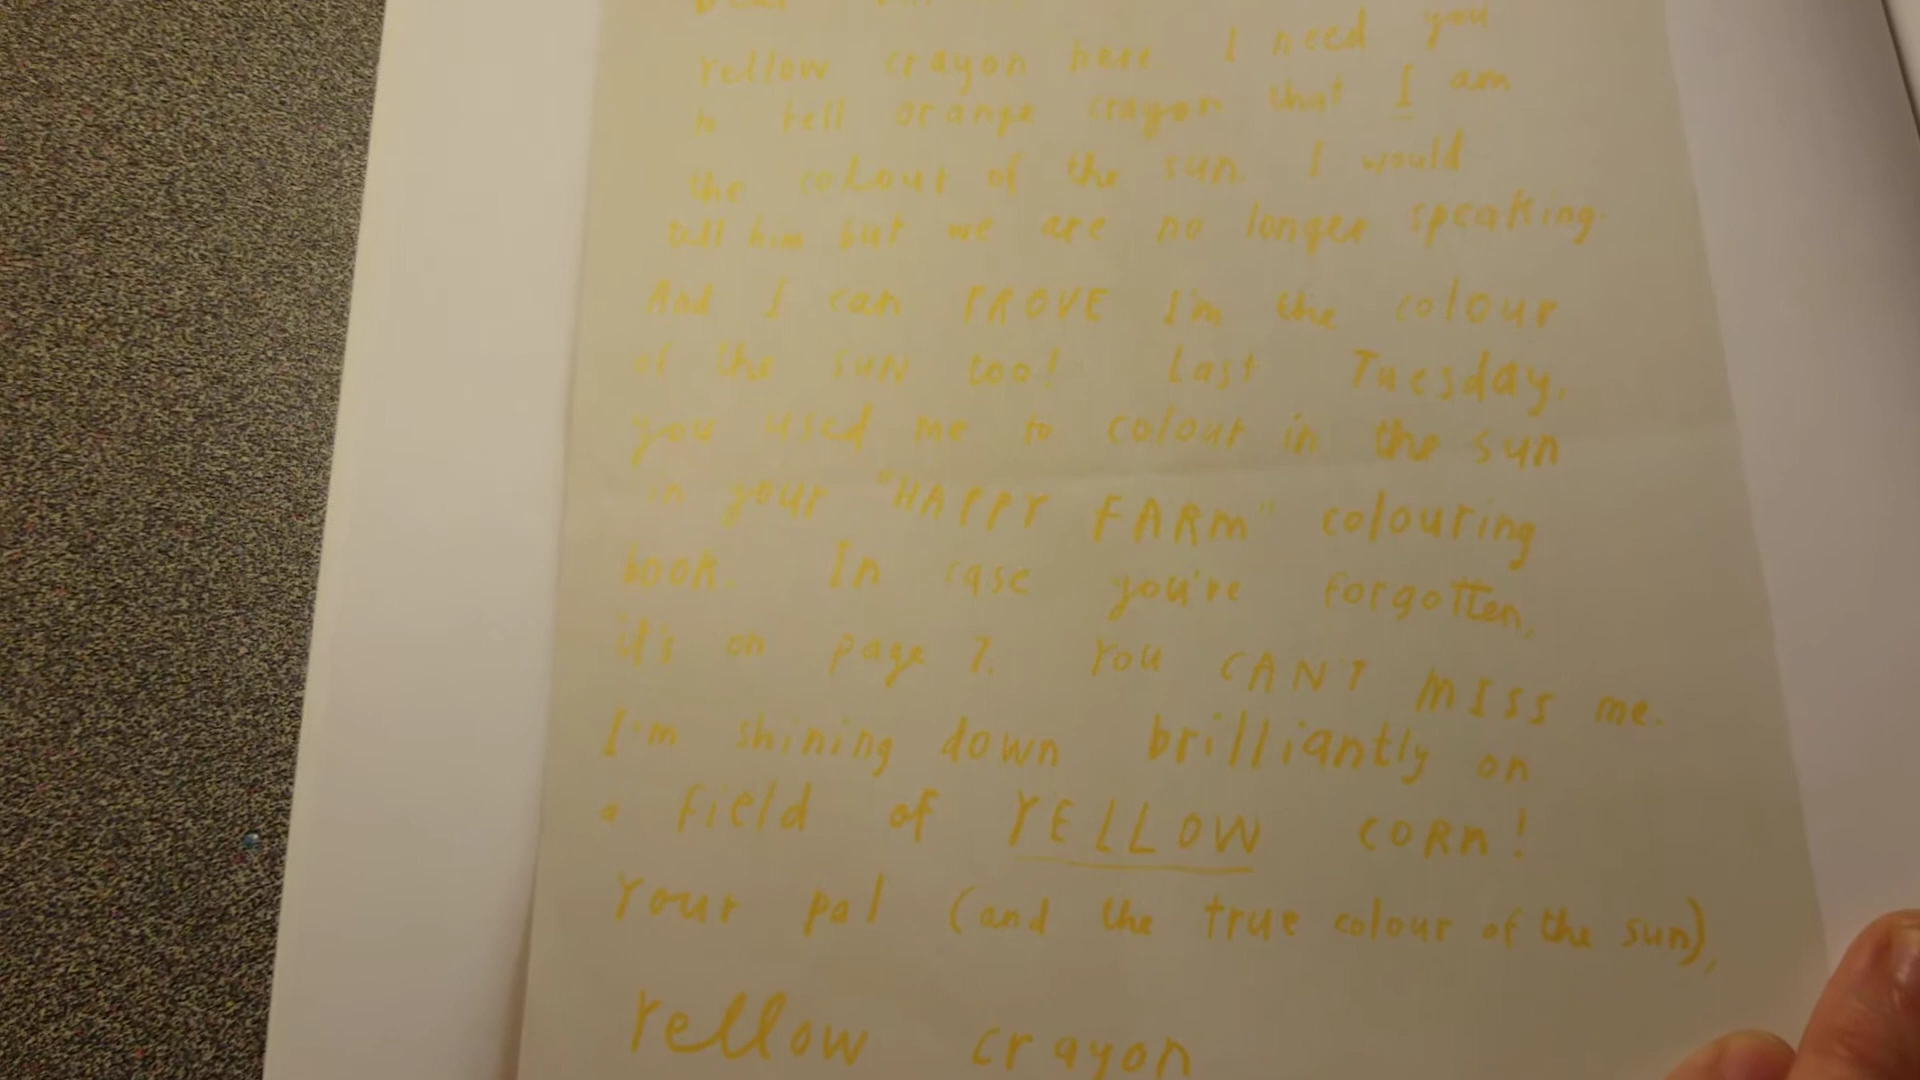 Dear
Yellow crayon here. I need you
to tell orange crayon that I am
the colour of the sun. I would
tell him but we are no longer speaking.
And I can PROVE I'm the colour
of the sun too! Last Tuesday,
you used me to colour in the sun
in your "HAPPY FARM" colouring
book. In case you've forgotten,
it's on page 7. You CAN'T MISS me.
I'm shining down brilliantly on
a field of YELLOW CORN!
Your pal (and the true colour of the sun),
Yellow crayon